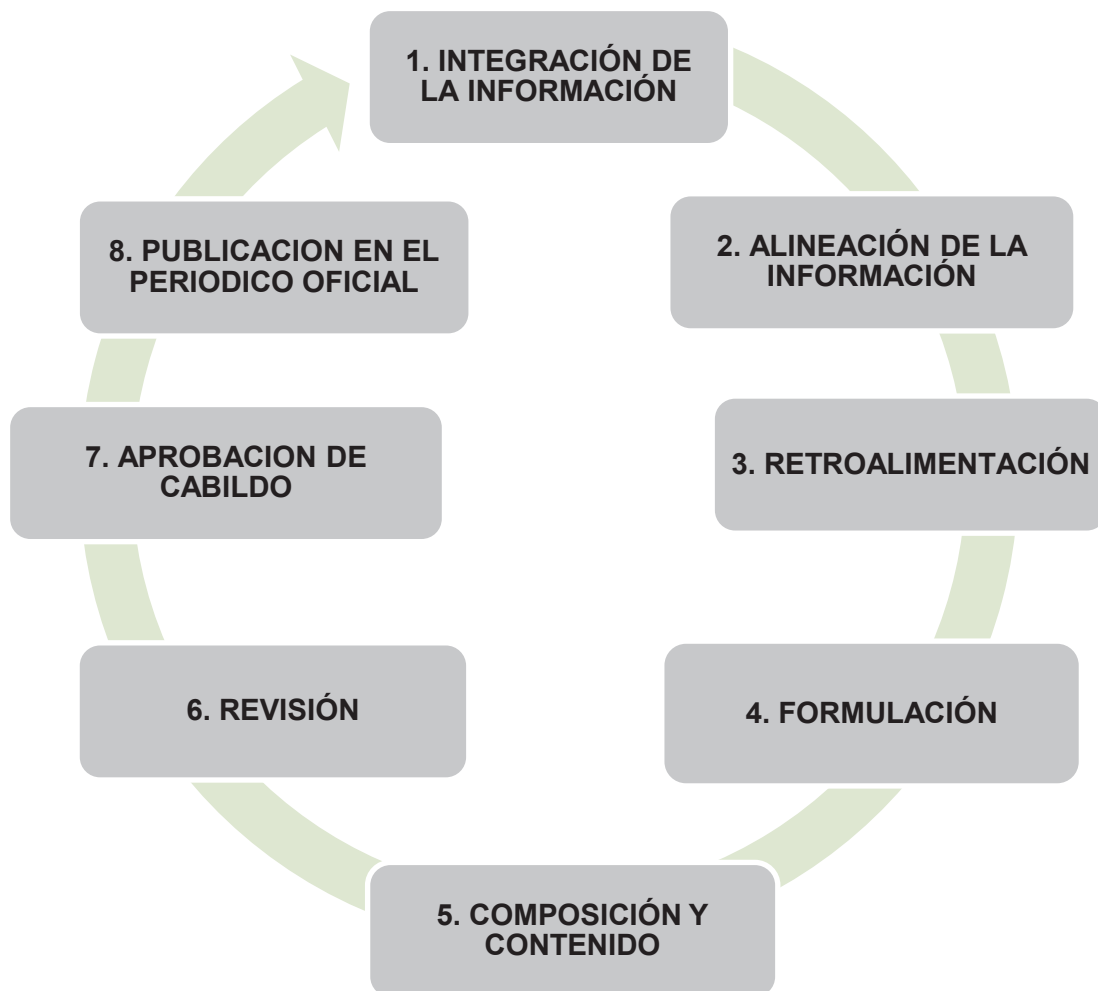 1. INTEGRACIÓN DE
LA INFORMACIÓN
2. ALINEACIÓN DE LA
INFORMACIÓN
3. RETROALIMENTACIÓN
4. FORMULACIÓN
5. COMPOSICIÓN Y
CONTENIDO
6. REVISIÓN
7. APROBACION DE
CABILDO
8. PUBLICACION EN EL
PERIODICO OFICIAL